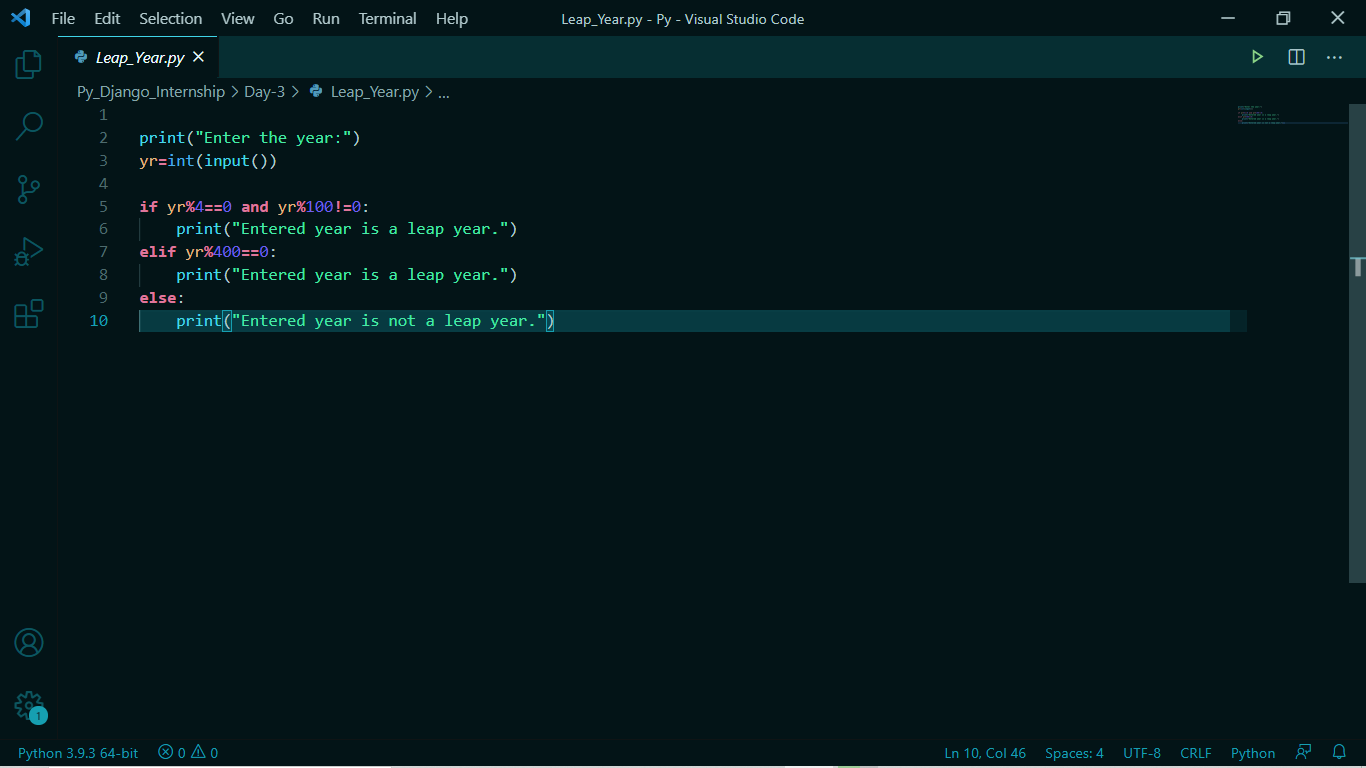 File Edit Selection View Go Run Terminal Help Leap_Year.py - Py - Visual Studio Code
Leap_Year.py
Py_Django_Internship > Day-3 > Leap_Year.py > ...
1
2 print("Enter the year:")
3 yr=int(input())
4
5 if yr%4==0 and yr%100!=0:
6     print("Entered year is a leap year.")
7 elif yr%400==0:
8     print("Entered year is a leap year.")
9 else:
10     print("Entered year is not a leap year.")
1
Python 3.9.3 64-bit 0 0 Ln 10, Col 46 Spaces: 4 UTF-8 CRLF Python